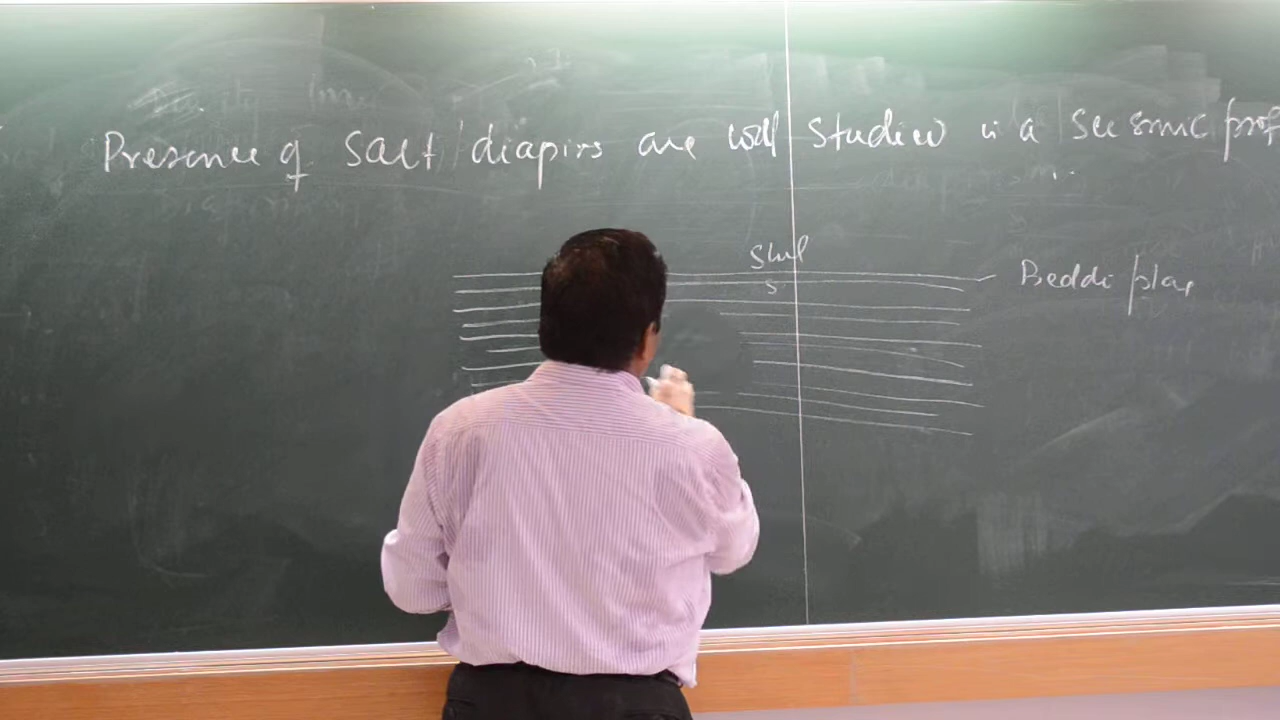 Presence of Salt diapirs are well studied in a Seismic prof
S
Beddi plan